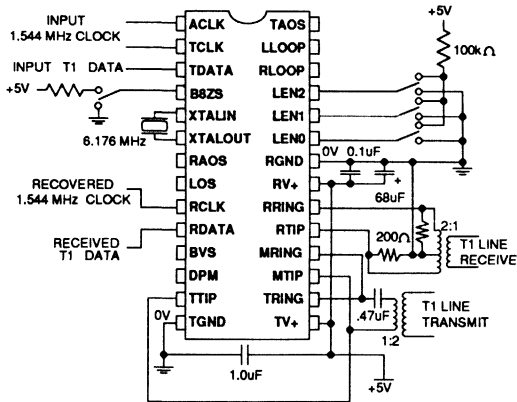 INPUT
1.544 MHz CLOCK
INPUT T1 DATA
+5V
6.176 MHz
RECOVERED
1.544 MHz CLOCK
RECEIVED
T1 DATA
0V
1.0uF
ACLK
TCLK
TDATA
B8ZS
XTALIN
XTALOUT
RAOS
LOS
RCLK
RDATA
BVS
DPM
TTIP
TGND
TAOS
LLOOP
RLOOP
LEN2
LEN1
LEN0
RGND
RV+
RRING
RTIP
MRING
MTIP
TRING
TV+
+5V
100kΩ
0V 0.1uF
+
68uF
2:1
200Ω
T1 LINE
RECEIVE
.47uF
T1 LINE
TRANSMIT
1:2
+5V